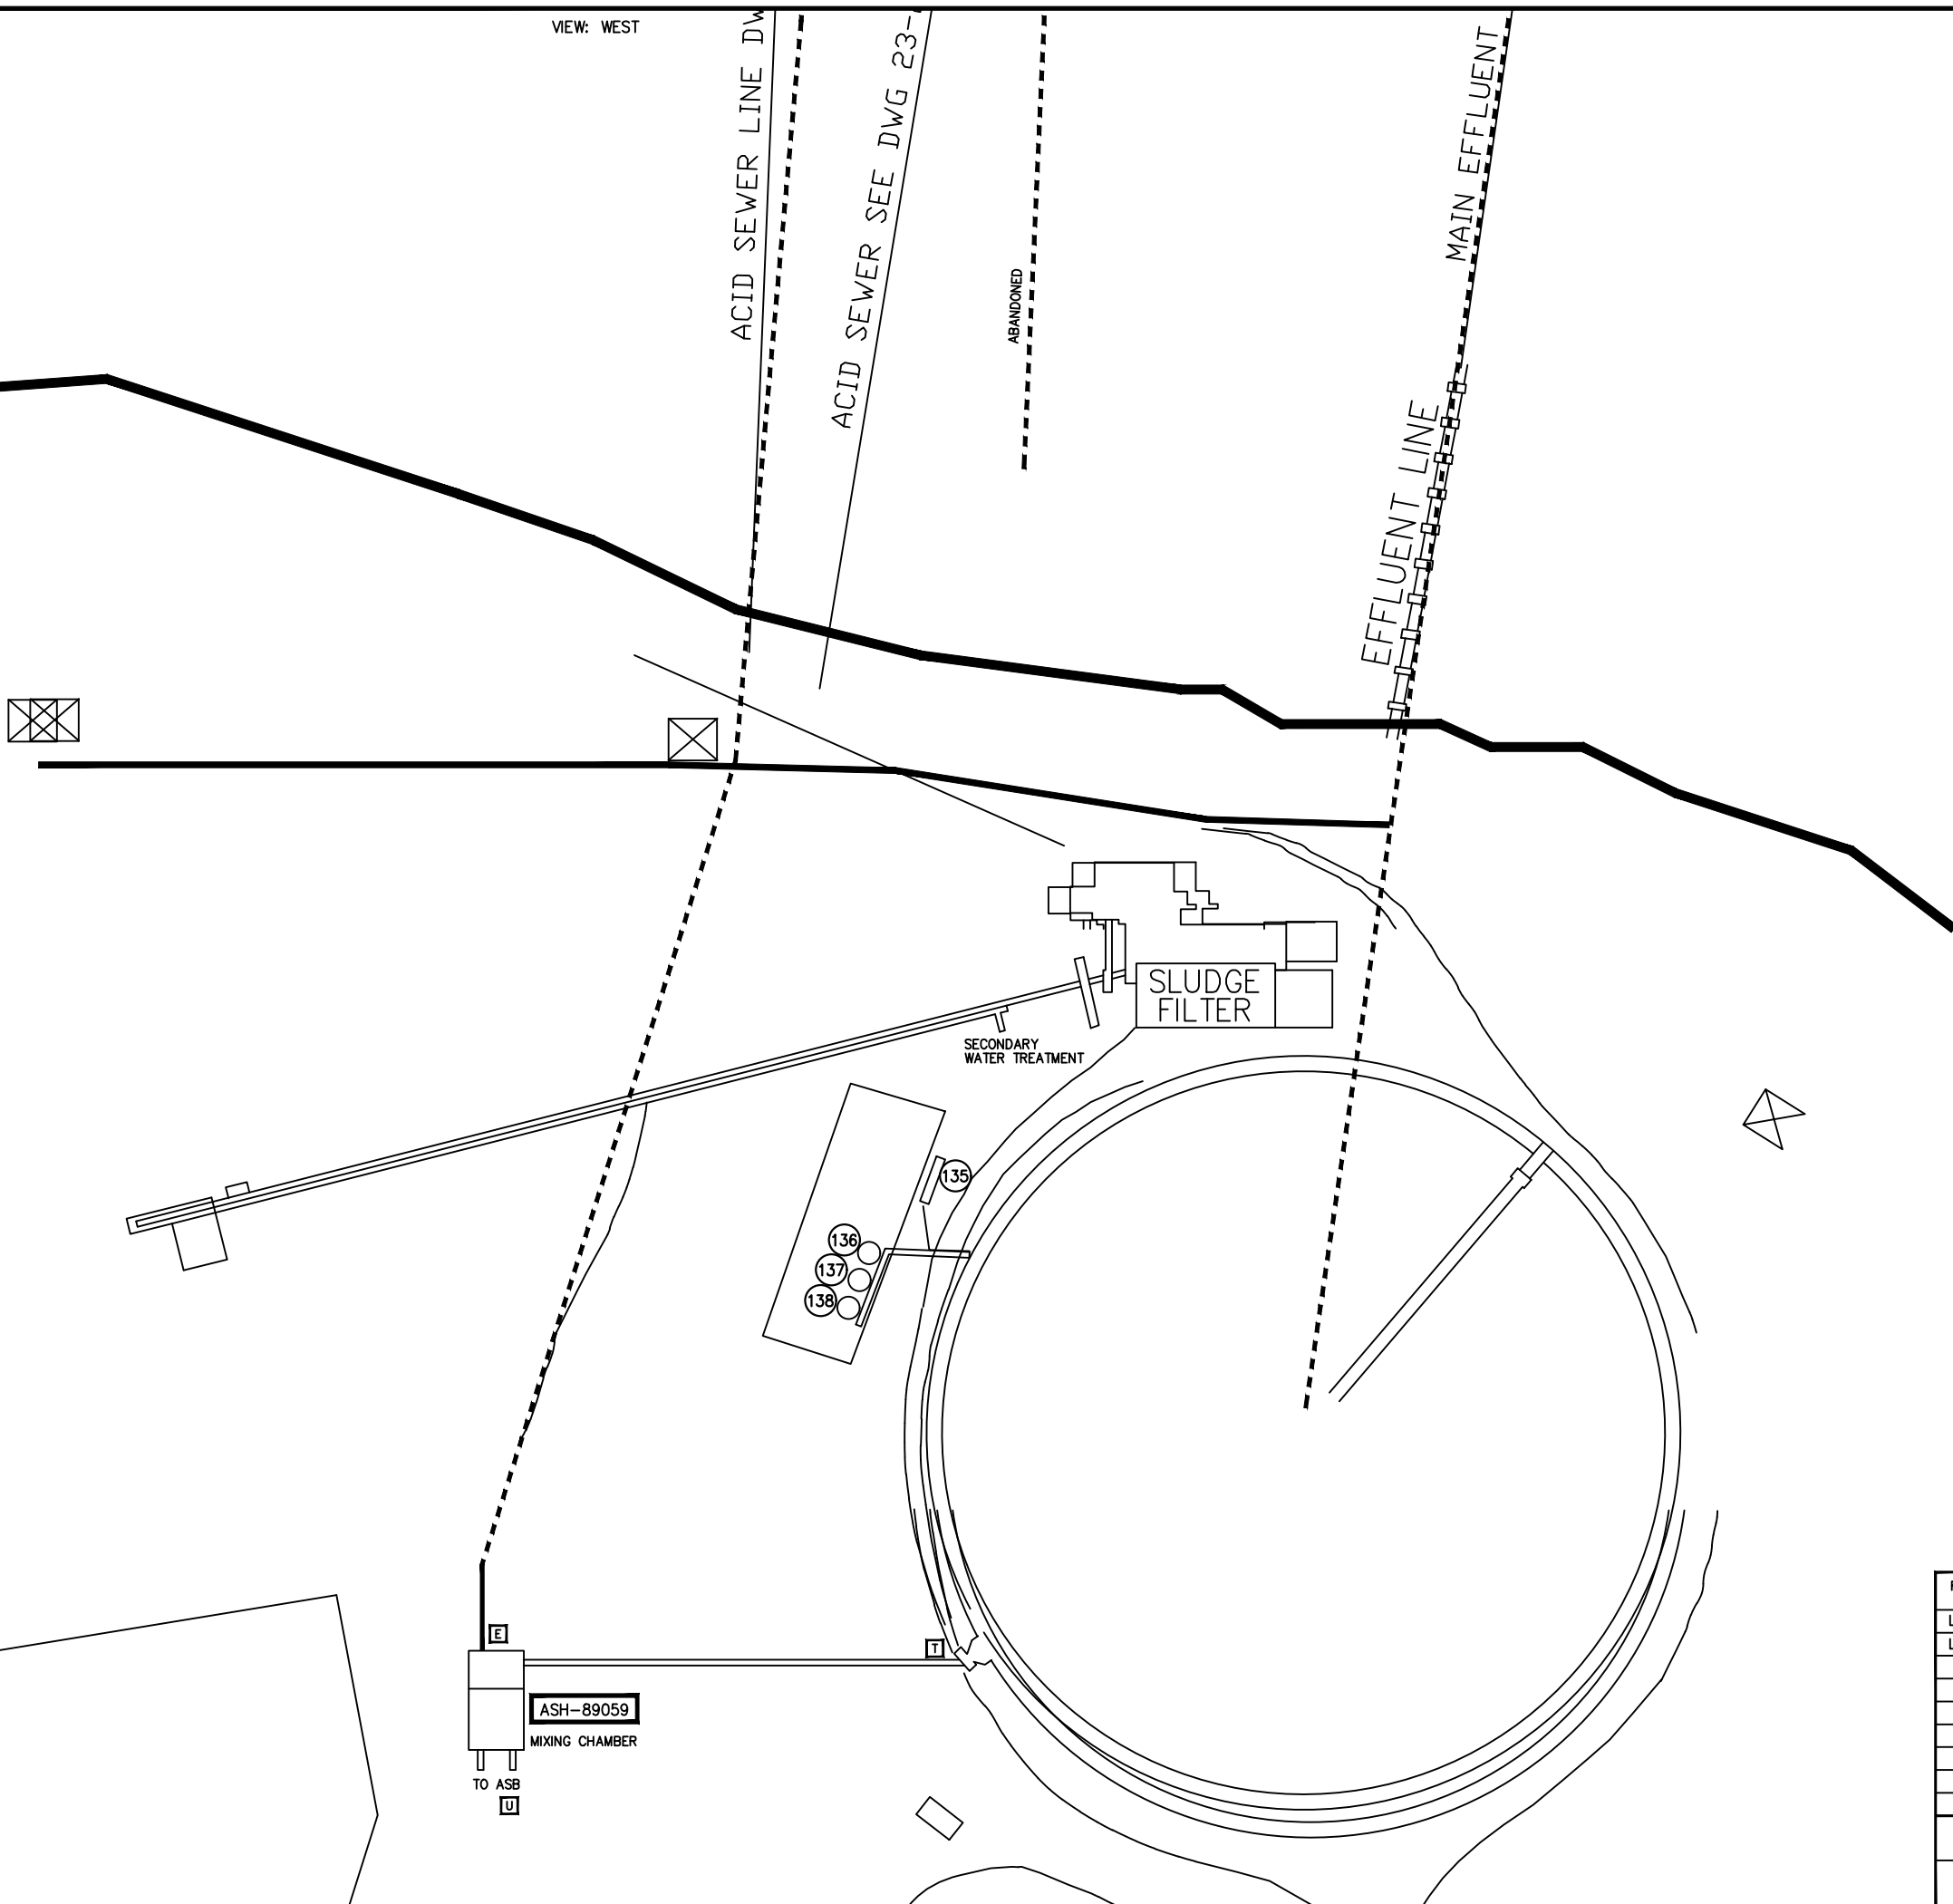 VIEW: WEST
ACID SEWER LINE
ACID SEWER SEE DWG 23-
ABANDONED
MAIN EFFLUENT
EFFLUENT LINE
SLUDGE
FILTER
SECONDARY
WATER TREATMENT
135
136
137
138
E
T
ASH-89059
MIXING CHAMBER
TO ASB
U